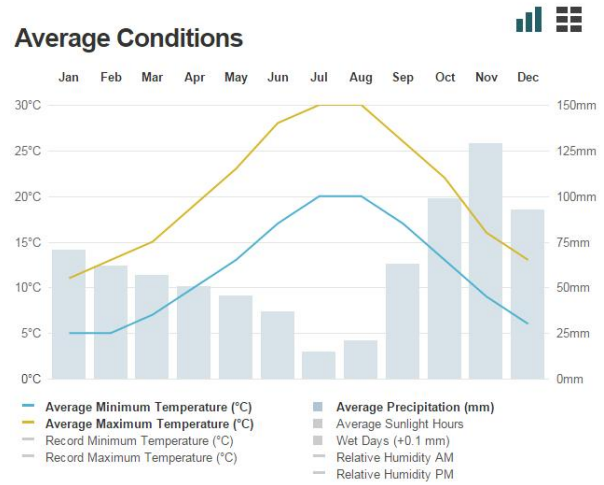 Average Conditions
Jan Feb Mar Apr May Jun Jul Aug Sep Oct Nov Dec
30°C 150mm
25°C 125mm
20°C 100mm
15°C 75mm
10°C 50mm
5°C 25mm
0°C 0mm
Average Minimum Temperature (°C) Average Precipitation (mm)
Average Maximum Temperature (°C) Average Sunlight Hours
Record Minimum Temperature (°C) Wet Days (+0.1 mm)
Record Maximum Temperature (°C) Relative Humidity AM
Relative Humidity PM